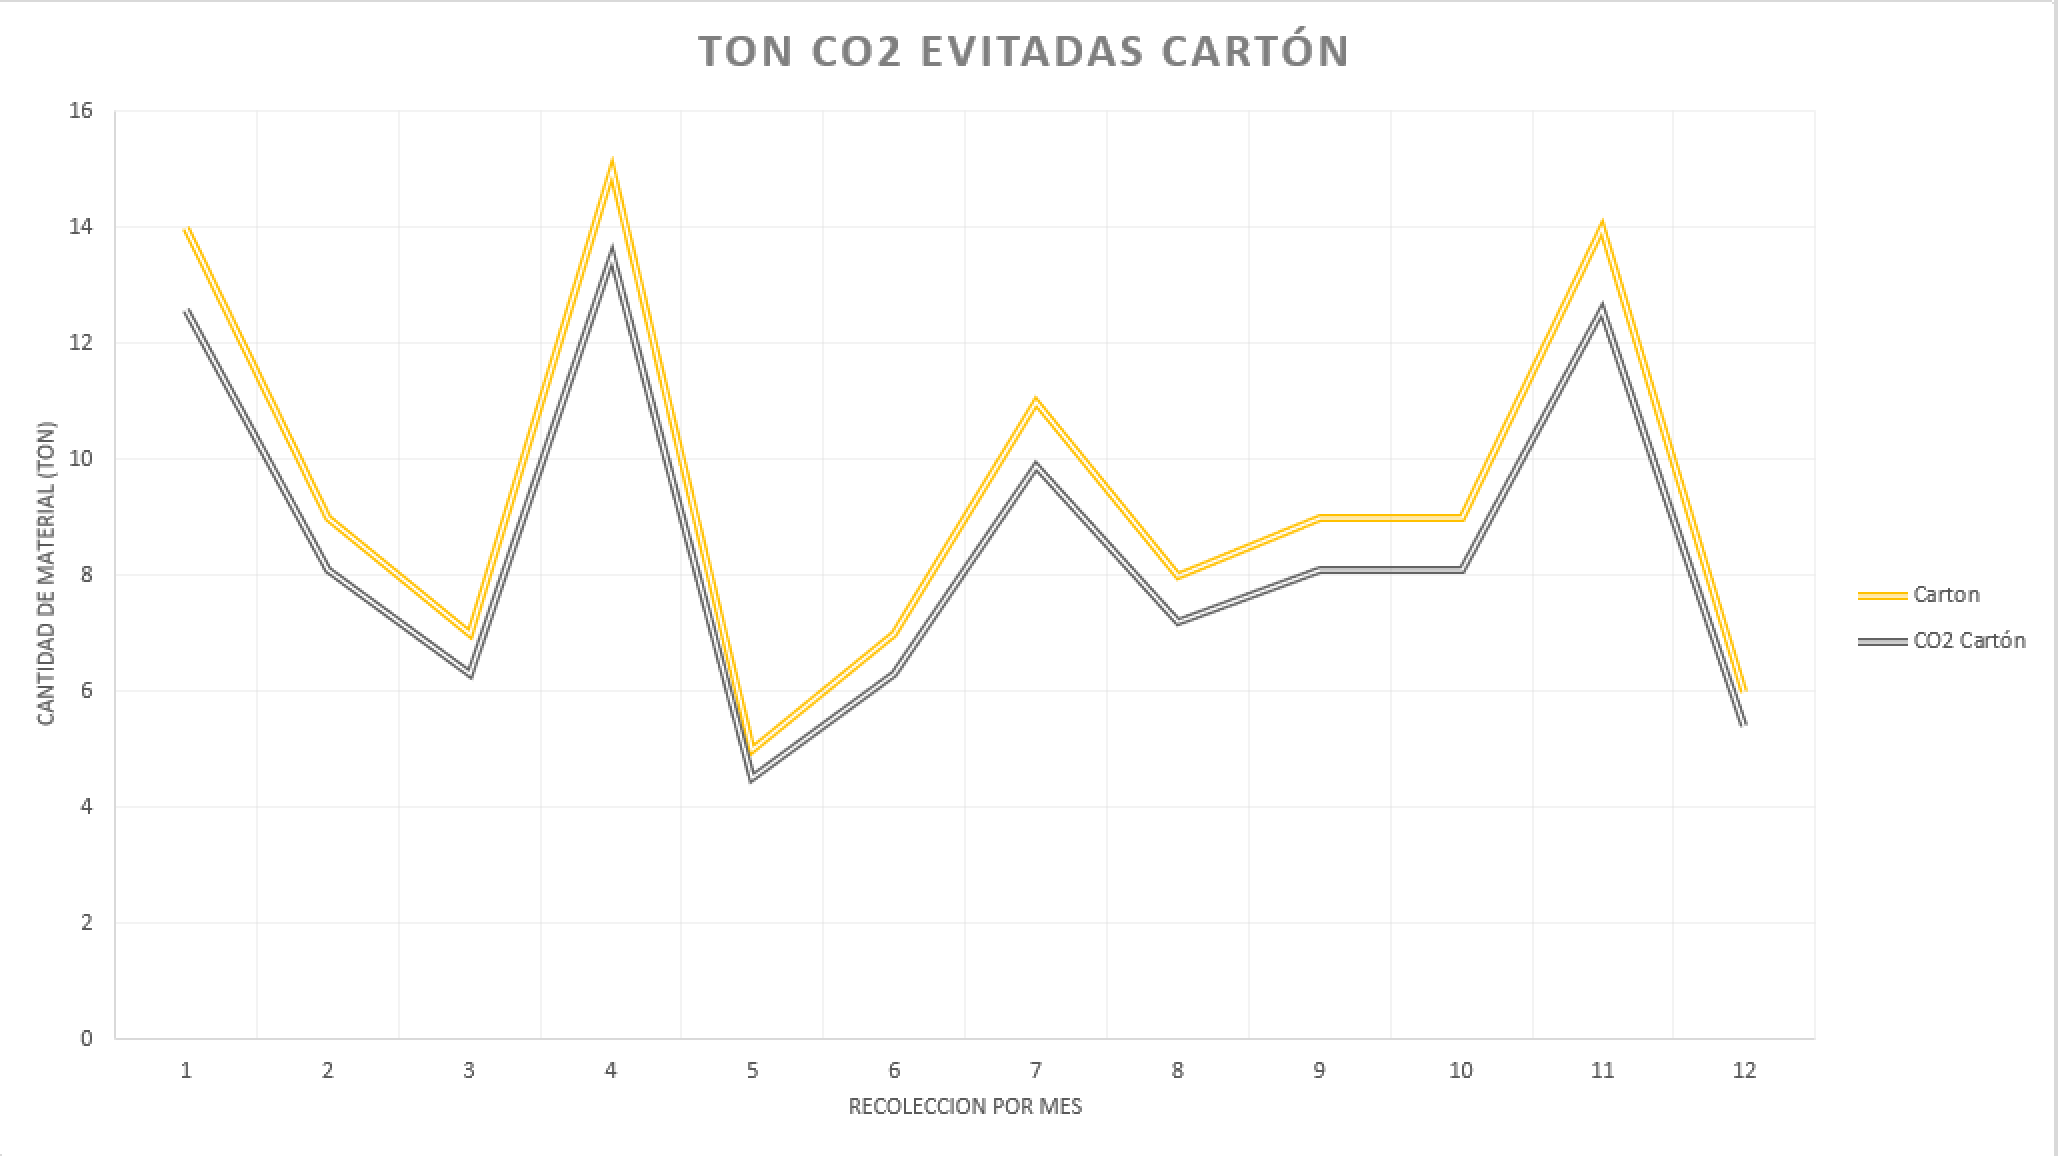 TON CO2 EVITADAS CARTÓN
CANTIDAD DE MATERIAL (TON)
16
14
12
10
8
6
4
2
0
1 2 3 4 5 6 7 8 9 10 11 12
RECOLECCION POR MES
Carton
CO2 Cartón